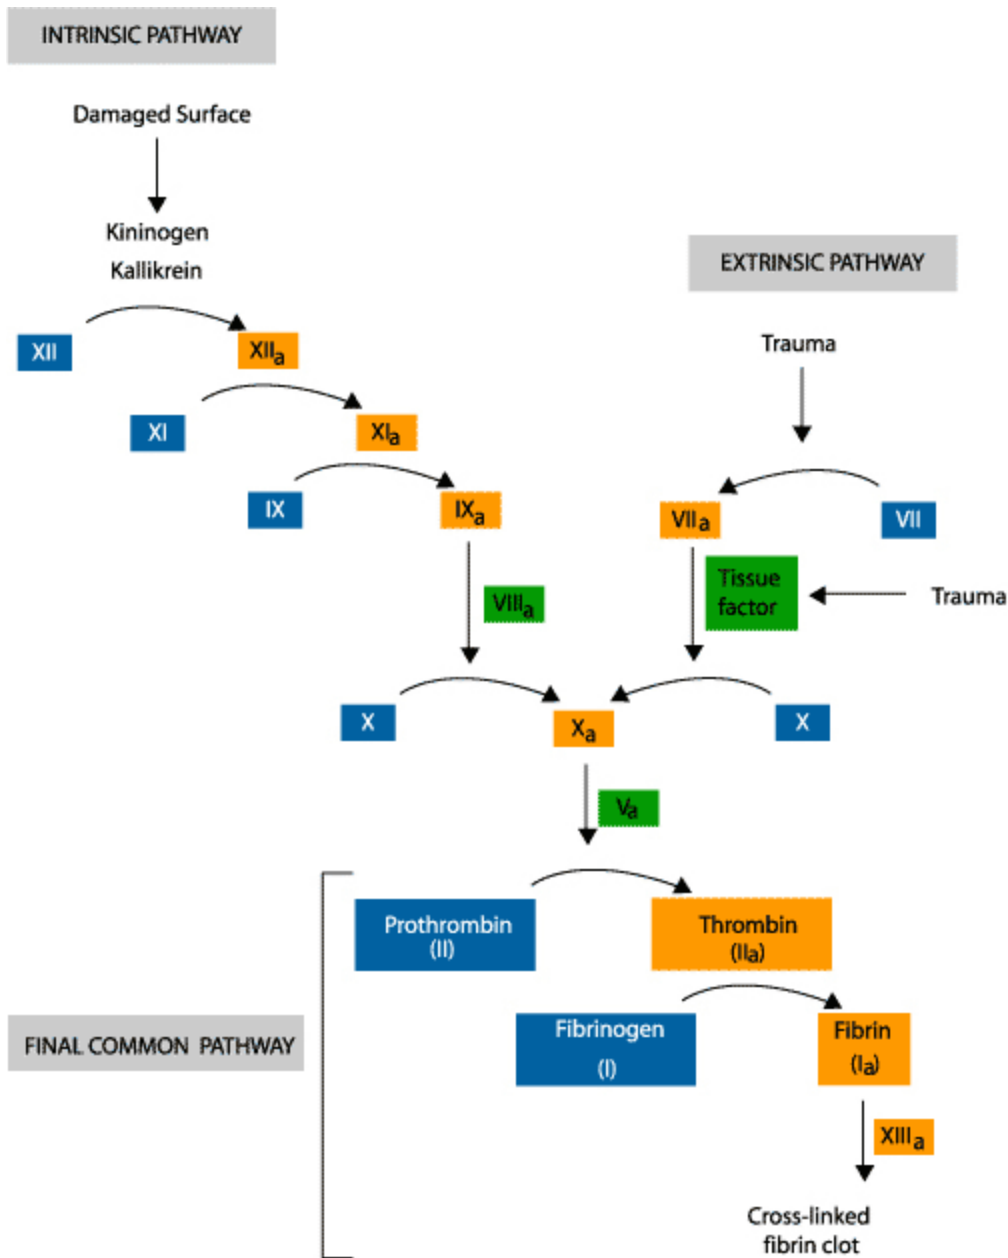 INTRINSIC PATHWAY
Damaged Surface
Kininogen
Kallikrein
EXTRINSIC PATHWAY
XII
XIIa
Trauma
XI
XIa
IX
IXa
VIIa
VII
VIIIa
Tissue
factor
Trauma
X
Xa
X
Va
Prothrombin
(II)
Thrombin
(IIa)
FINAL COMMON PATHWAY
Fibrinogen
(I)
Fibrin
(Ia)
XIIIa
Cross-linked
fibrin clot